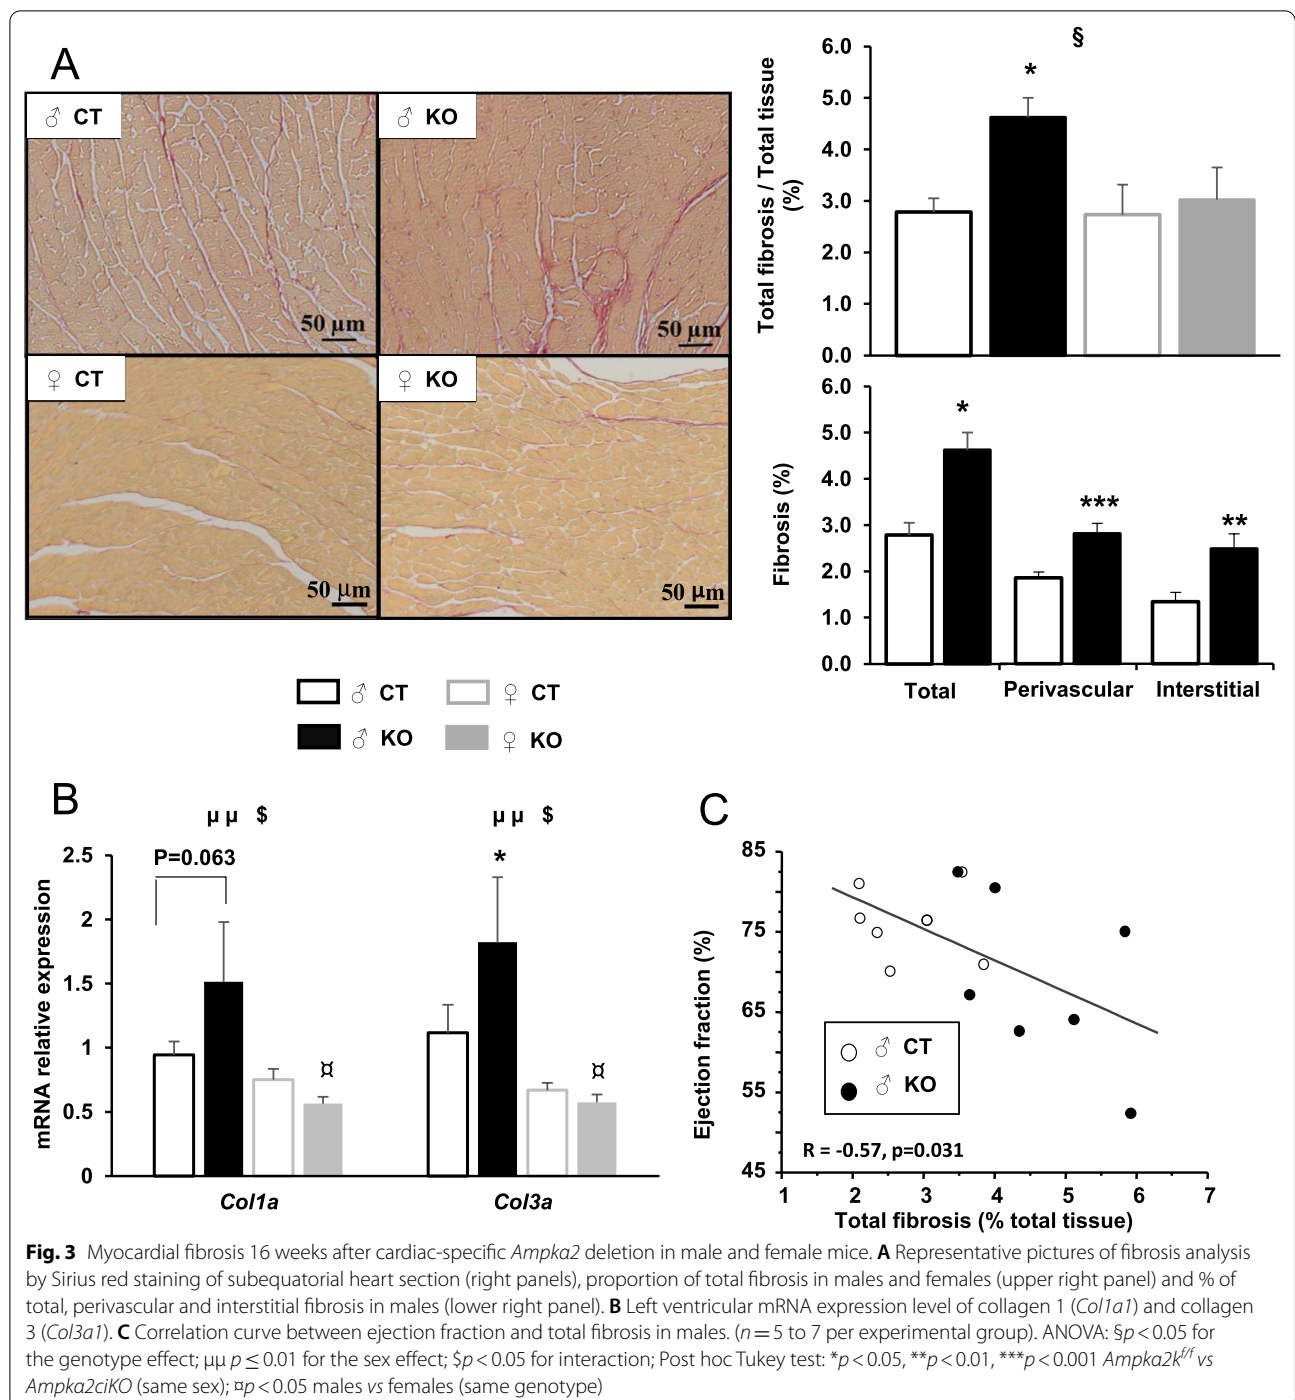 A
♂ CT
♂ KO
50 µm
50 µm
♀ CT
♀ KO
50 µm
50 µm
§
*
Total fibrosis / Total tissue
(%)
6.0
5.0
4.0
3.0
2.0
1.0
0.0
*
***
**
Fibrosis (%)
6.0
5.0
4.0
3.0
2.0
1.0
0.0
Total Perivascular Interstitial
♂ CT ♀ CT
♂ KO ♀ KO
B
µ µ $ µ µ $
P=0.063
*
¤ ¤
mRNA relative expression
2.5
2
1.5
1
0.5
0
Col1a Col3a
C
Ejection fraction (%)
85
75
65
55
45
♂ CT
♂ KO
R = -0.57, p=0.031
1 2 3 4 5 6 7
Total fibrosis (% total tissue)
Fig. 3 Myocardial fibrosis 16 weeks after cardiac-specific Ampkα2 deletion in male and female mice. A Representative pictures of fibrosis analysis
by Sirius red staining of subequatorial heart section (right panels), proportion of total fibrosis in males and females (upper right panel) and % of
total, perivascular and interstitial fibrosis in males (lower right panel). B Left ventricular mRNA expression level of collagen 1 (Col1a1) and collagen
3 (Col3a1). C Correlation curve between ejection fraction and total fibrosis in males. (n = 5 to 7 per experimental group). ANOVA: §p < 0.05 for
the genotype effect; µµ p ≤ 0.01 for the sex effect; $p < 0.05 for interaction; Post hoc Tukey test: *p < 0.05, **p < 0.01, ***p < 0.001 Ampka2k^f/f vs
Ampka2ciKO (same sex); ¤p < 0.05 males vs females (same genotype)